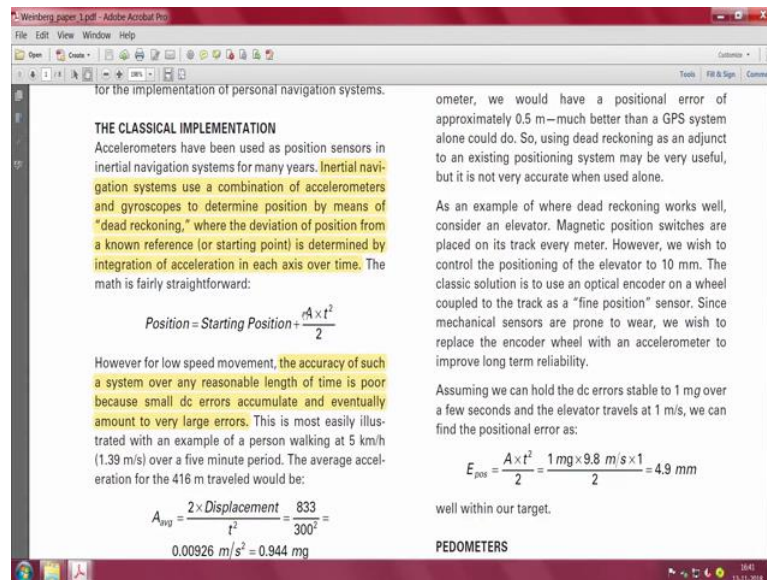 Weinberg_paper_1.pdf - Adobe Acrobat Pro
File Edit View Window Help
Open Create
Customize
1
198%
Tools Fill & Sign Comme
for the implementation of personal navigation systems.
THE CLASSICAL IMPLEMENTATION
Accelerometers have been used as position sensors in
inertial navigation systems for many years. Inertial navi-
gation systems use a combination of accelerometers
and gyroscopes to determine position by means of
"dead reckoning," where the deviation of position from
a known reference (or starting point) is determined by
integration of acceleration in each axis over time. The
math is fairly straightforward:
Position = Starting Position + A × t² / 2
However for low speed movement, the accuracy of such
a system over any reasonable length of time is poor
because small dc errors accumulate and eventually
amount to very large errors. This is most easily illus-
trated with an example of a person walking at 5 km/h
(1.39 m/s) over a five minute period. The average accel-
eration for the 416 m traveled would be:
A avg = 2 × Displacement / t² = 833 / 300² =
0.00926 m/s² = 0.944 mg
ometer, we would have a positional error of
approximately 0.5 m—much better than a GPS system
alone could do. So, using dead reckoning as an adjunct
to an existing positioning system may be very useful,
but it is not very accurate when used alone.
As an example of where dead reckoning works well,
consider an elevator. Magnetic position switches are
placed on its track every meter. However, we wish to
control the positioning of the elevator to 10 mm. The
classic solution is to use an optical encoder on a wheel
coupled to the track as a "fine position" sensor. Since
mechanical sensors are prone to wear, we wish to
replace the encoder wheel with an accelerometer to
improve long term reliability.
Assuming we can hold the dc errors stable to 1 mg over
a few seconds and the elevator travels at 1 m/s, we can
find the positional error as:
E pos = A × t² / 2 = 1 mg × 9.8 m/s × 1 / 2 = 4.9 mm
well within our target.
PEDOMETERS
16:41